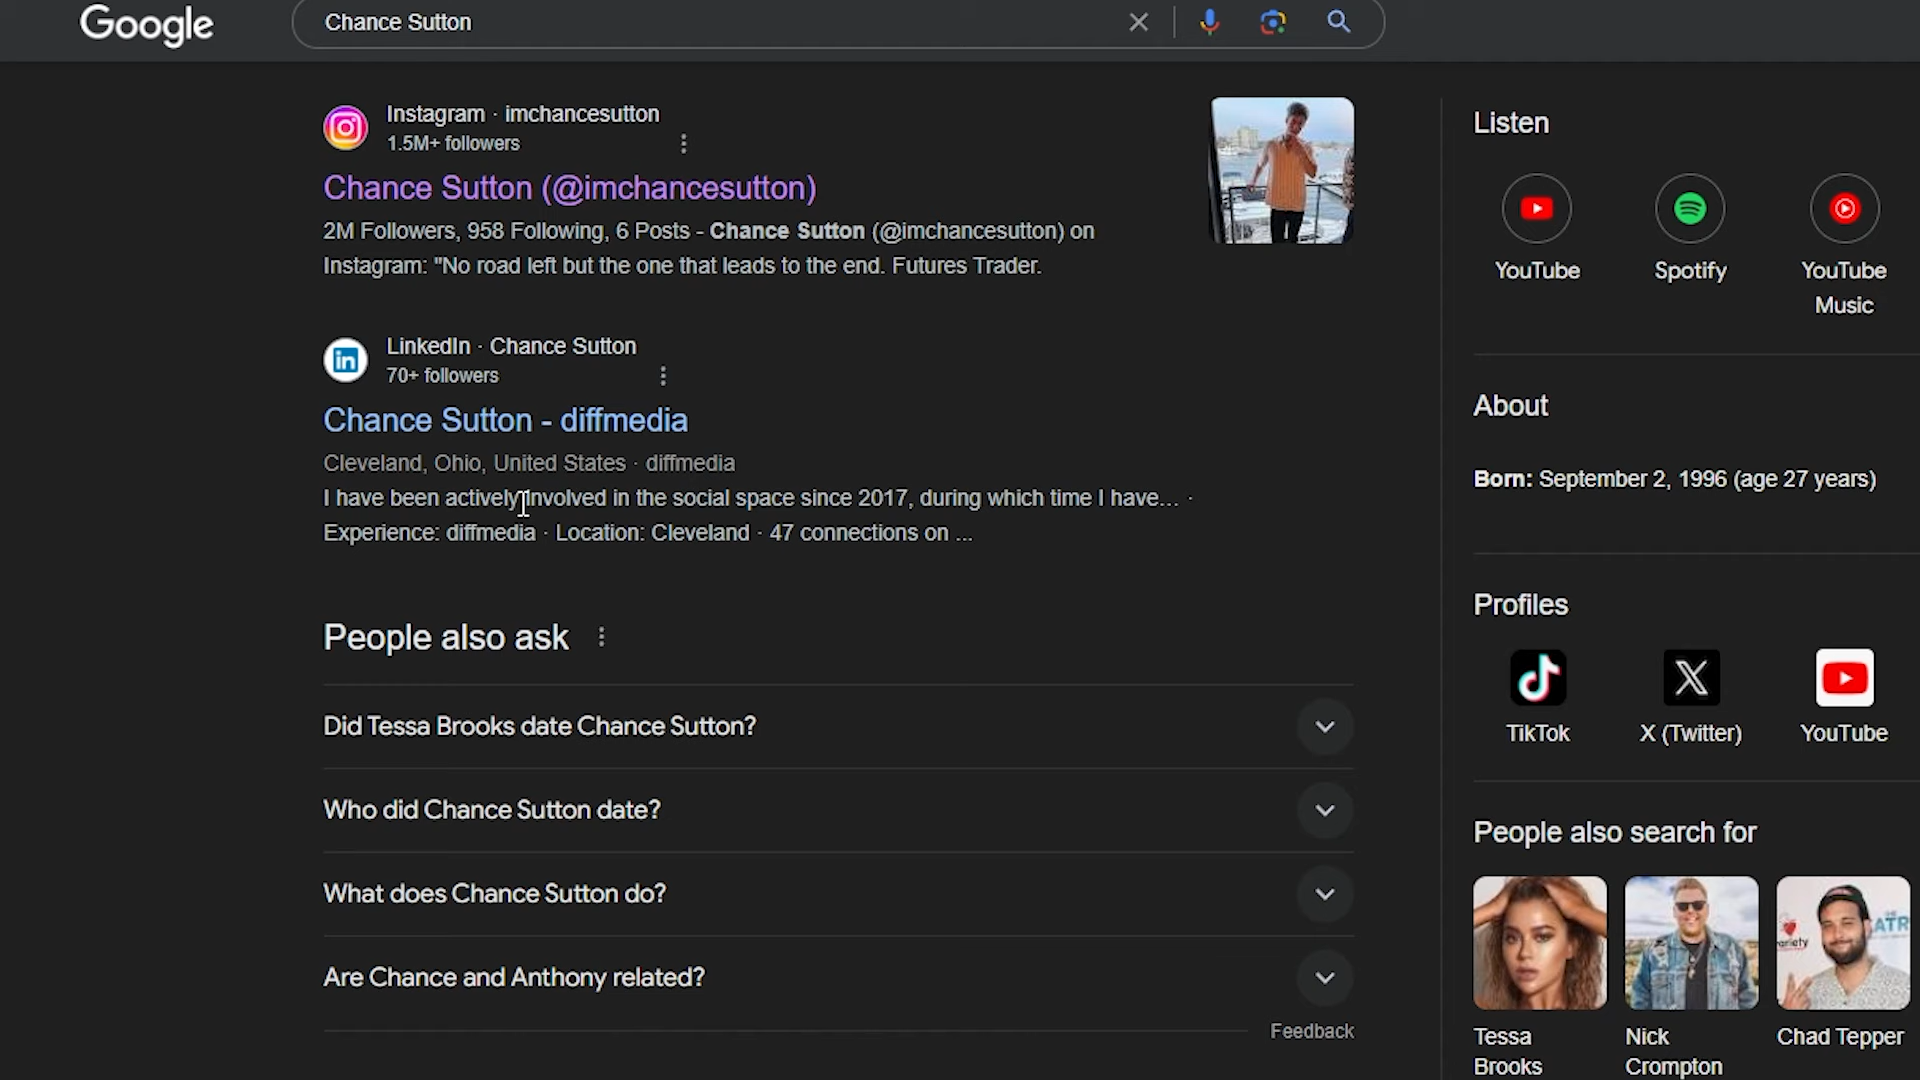 Google
Chance Sutton
Instagram · imchancesutton
1.5M+ followers
Chance Sutton (@imchancesutton)
2M Followers, 958 Following, 6 Posts - Chance Sutton (@imchancesutton) on
Instagram: "No road left but the one that leads to the end. Futures Trader.
LinkedIn · Chance Sutton
70+ followers
Chance Sutton - diffmedia
Cleveland, Ohio, United States · diffmedia
I have been actively involved in the social space since 2017, during which time I have... ·
Experience: diffmedia · Location: Cleveland · 47 connections on ...
People also ask
Did Tessa Brooks date Chance Sutton?
Who did Chance Sutton date?
What does Chance Sutton do?
Are Chance and Anthony related?
Feedback
Listen
YouTube
Spotify
YouTube
Music
About
Born: September 2, 1996 (age 27 years)
Profiles
TikTok
X (Twitter)
YouTube
People also search for
Tessa
Brooks
Nick
Crompton
Chad Tepper